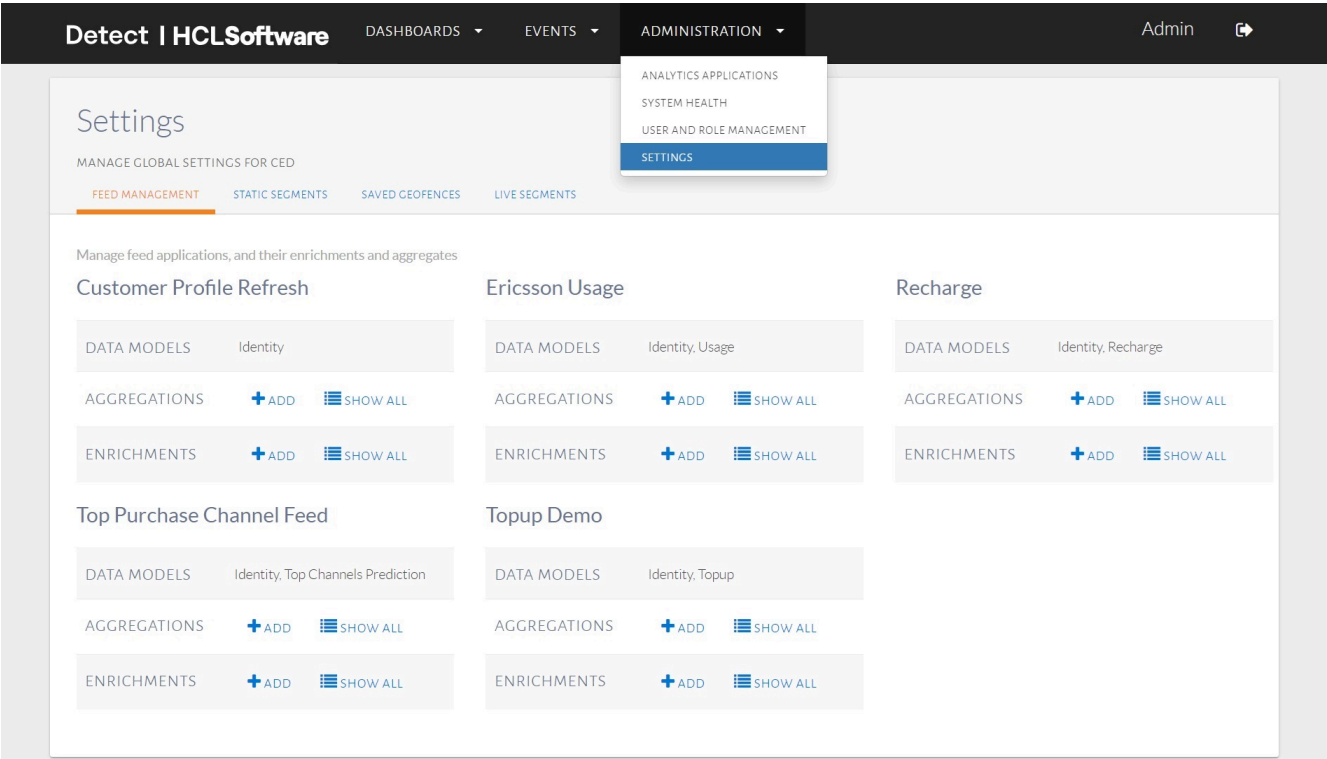 Detect | HCLSoftware DASHBOARDS EVENTS ADMINISTRATION Admin
ANALYTICS APPLICATIONS
SYSTEM HEALTH
USER AND ROLE MANAGEMENT
SETTINGS
Settings
MANAGE GLOBAL SETTINGS FOR CED
FEED MANAGEMENT STATIC SEGMENTS SAVED GEOFENCES LIVE SEGMENTS
Manage feed applications, and their enrichments and aggregates
Customer Profile Refresh
DATA MODELS Identity
AGGREGATIONS ADD SHOW ALL
ENRICHMENTS ADD SHOW ALL
Ericsson Usage
DATA MODELS Identity, Usage
AGGREGATIONS ADD SHOW ALL
ENRICHMENTS ADD SHOW ALL
Recharge
DATA MODELS Identity, Recharge
AGGREGATIONS ADD SHOW ALL
ENRICHMENTS ADD SHOW ALL
Top Purchase Channel Feed
DATA MODELS Identity, Top Channels Prediction
AGGREGATIONS ADD SHOW ALL
ENRICHMENTS ADD SHOW ALL
Topup Demo
DATA MODELS Identity, Topup
AGGREGATIONS ADD SHOW ALL
ENRICHMENTS ADD SHOW ALL